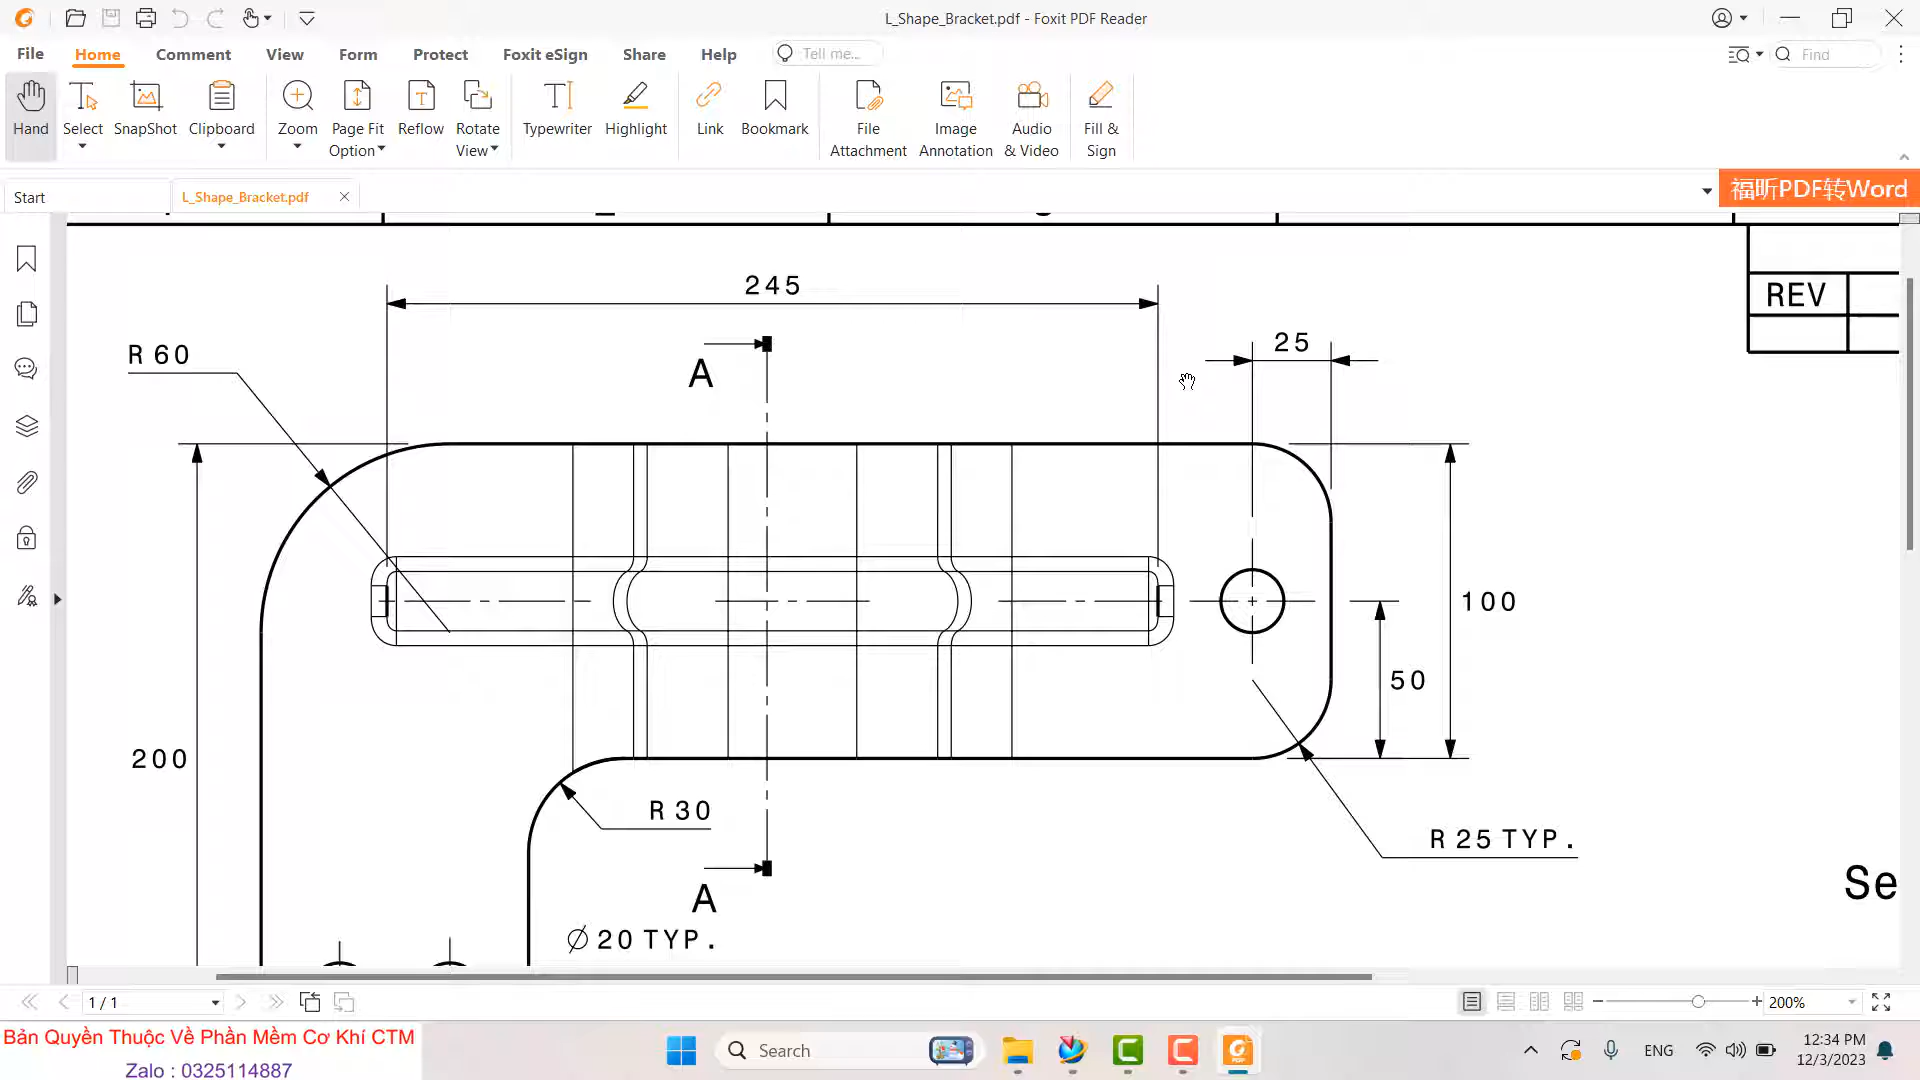 L_Shape_Bracket.pdf - Foxit PDF Reader
File Home Comment View Form Protect Foxit eSign Share Help Tell me... Find
Hand Select SnapShot Clipboard Zoom Page Fit Option Reflow Rotate View Typewriter Highlight Link Bookmark File Attachment Image Annotation Audio & Video Fill & Sign
Start L_Shape_Bracket.pdf 福昕PDF转Word
245
REV
25
R 60
A
100
50
200
R 30
R 25 TYP.
A
Se
Ø 20 TYP.
1 / 1 200%
Bản Quyền Thuộc Về Phần Mềm Cơ Khí CTM
Zalo : 0325114887
Search
ENG
12:34 PM
12/3/2023